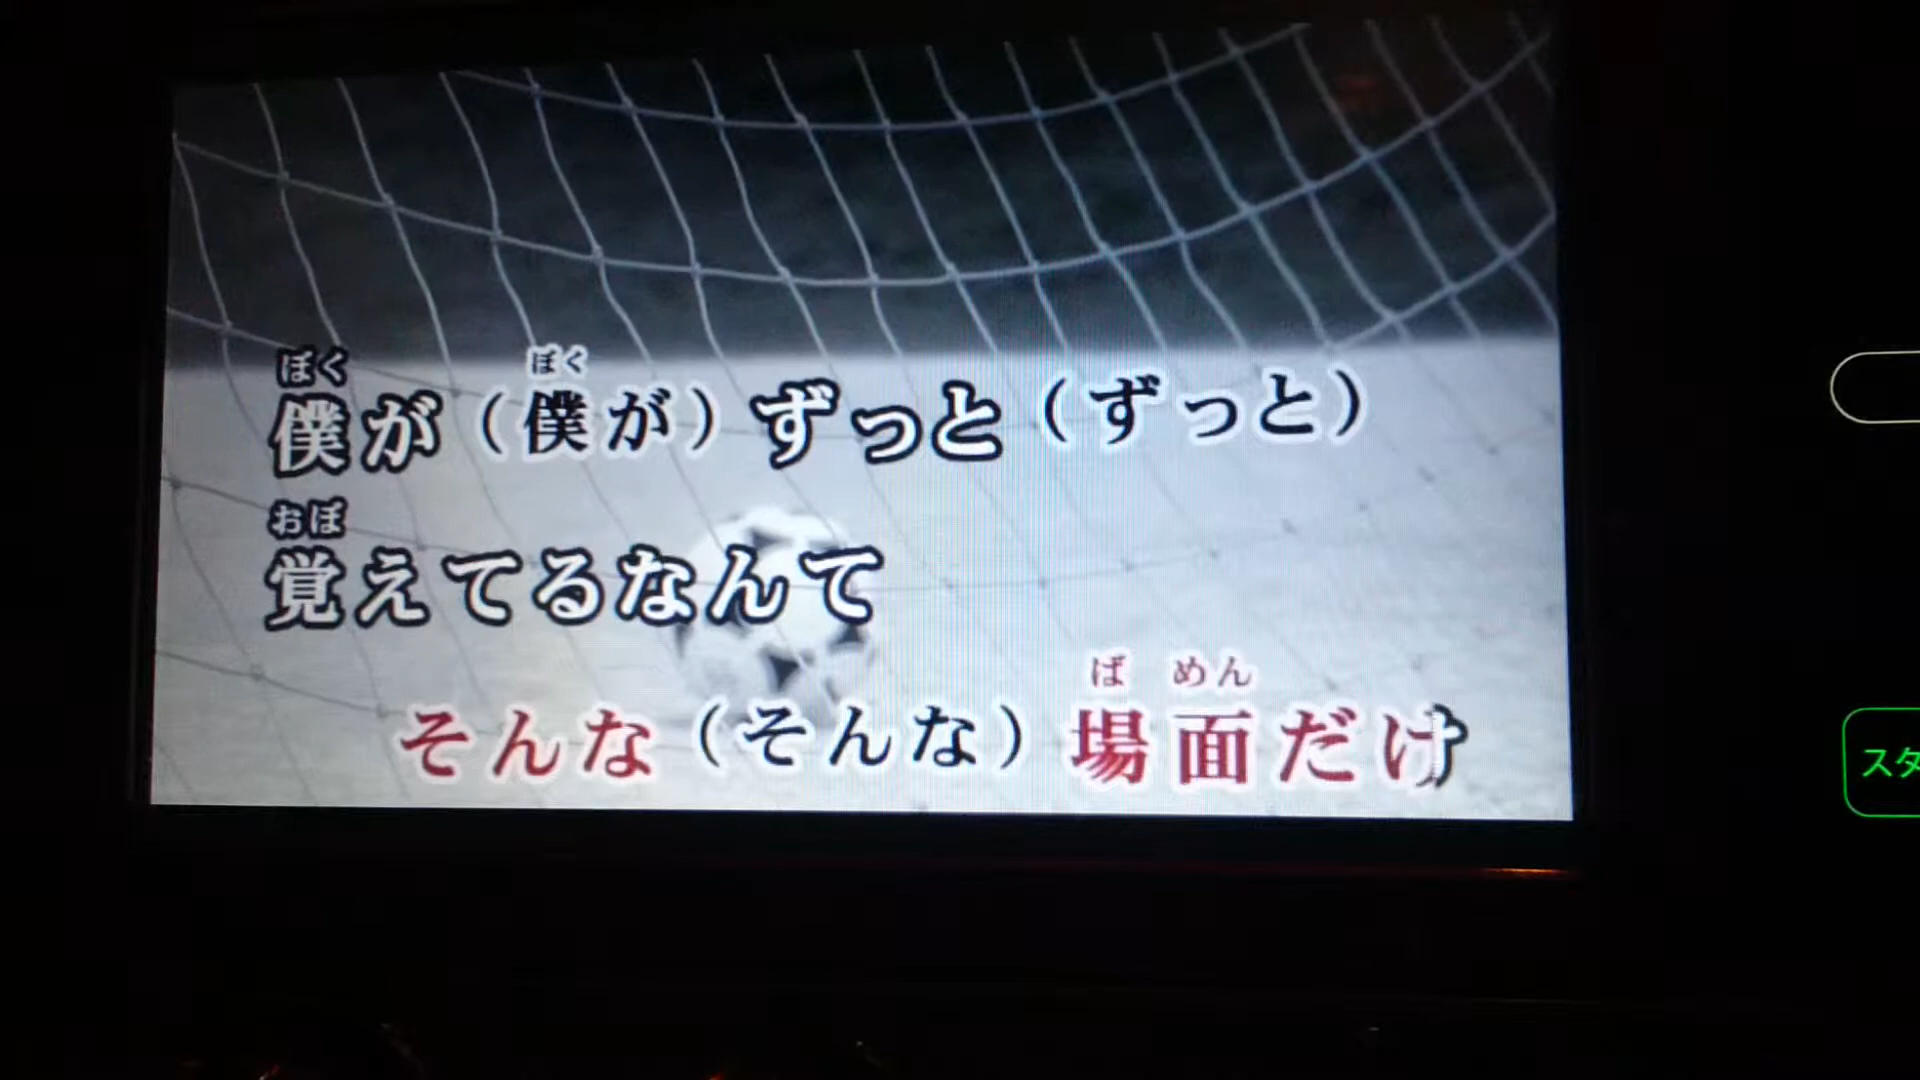 ぼく ぼく
僕が（僕が）ずっと（ずっと）
おぼ
覚えてるなんて
ば めん
そんな（そんな）場面だけ
スタ